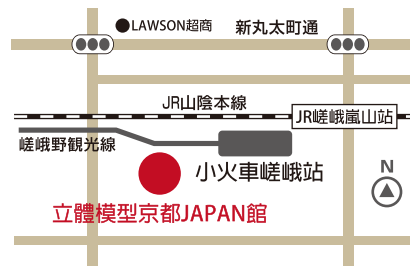 ●LAWSON超商
新丸太町通
JR山陰本線
JR嵯峨嵐山站
嵯峨野観光線
小火車嵯峨站
N
立體模型京都JAPAN館